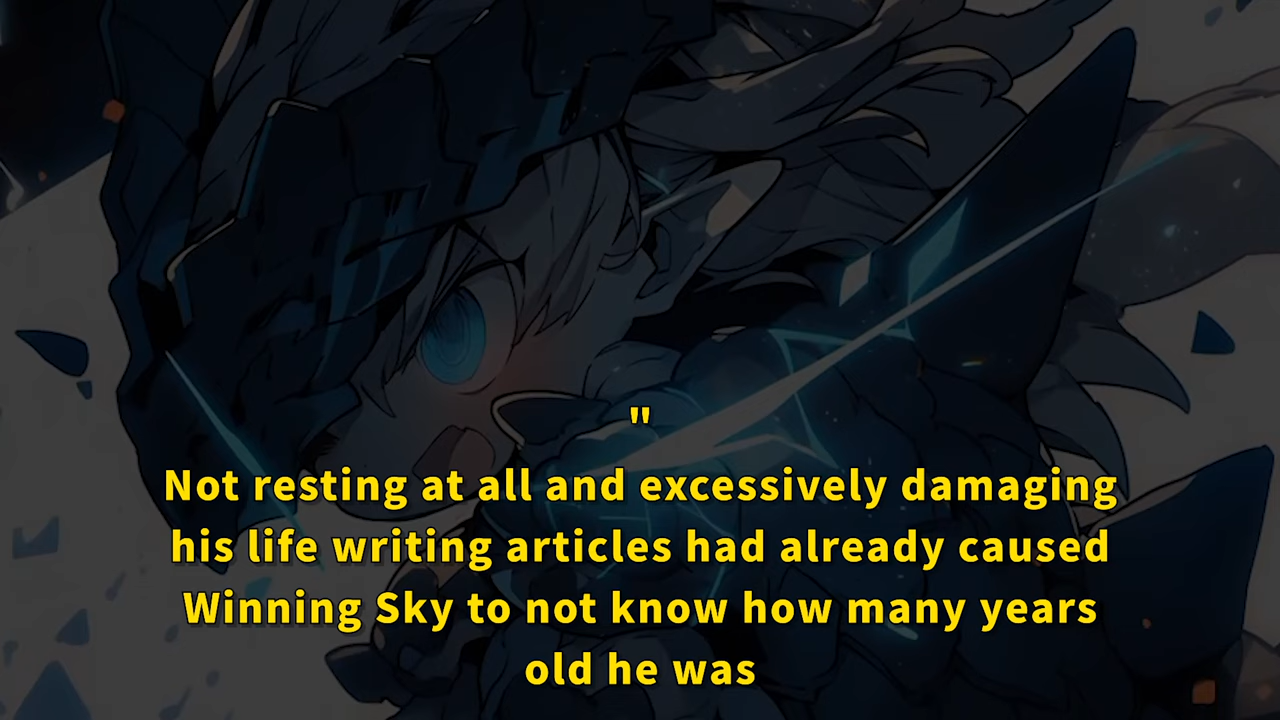 "
Not resting at all and excessively damaging
his life writing articles had already caused
Winning Sky to not know how many years
old he was